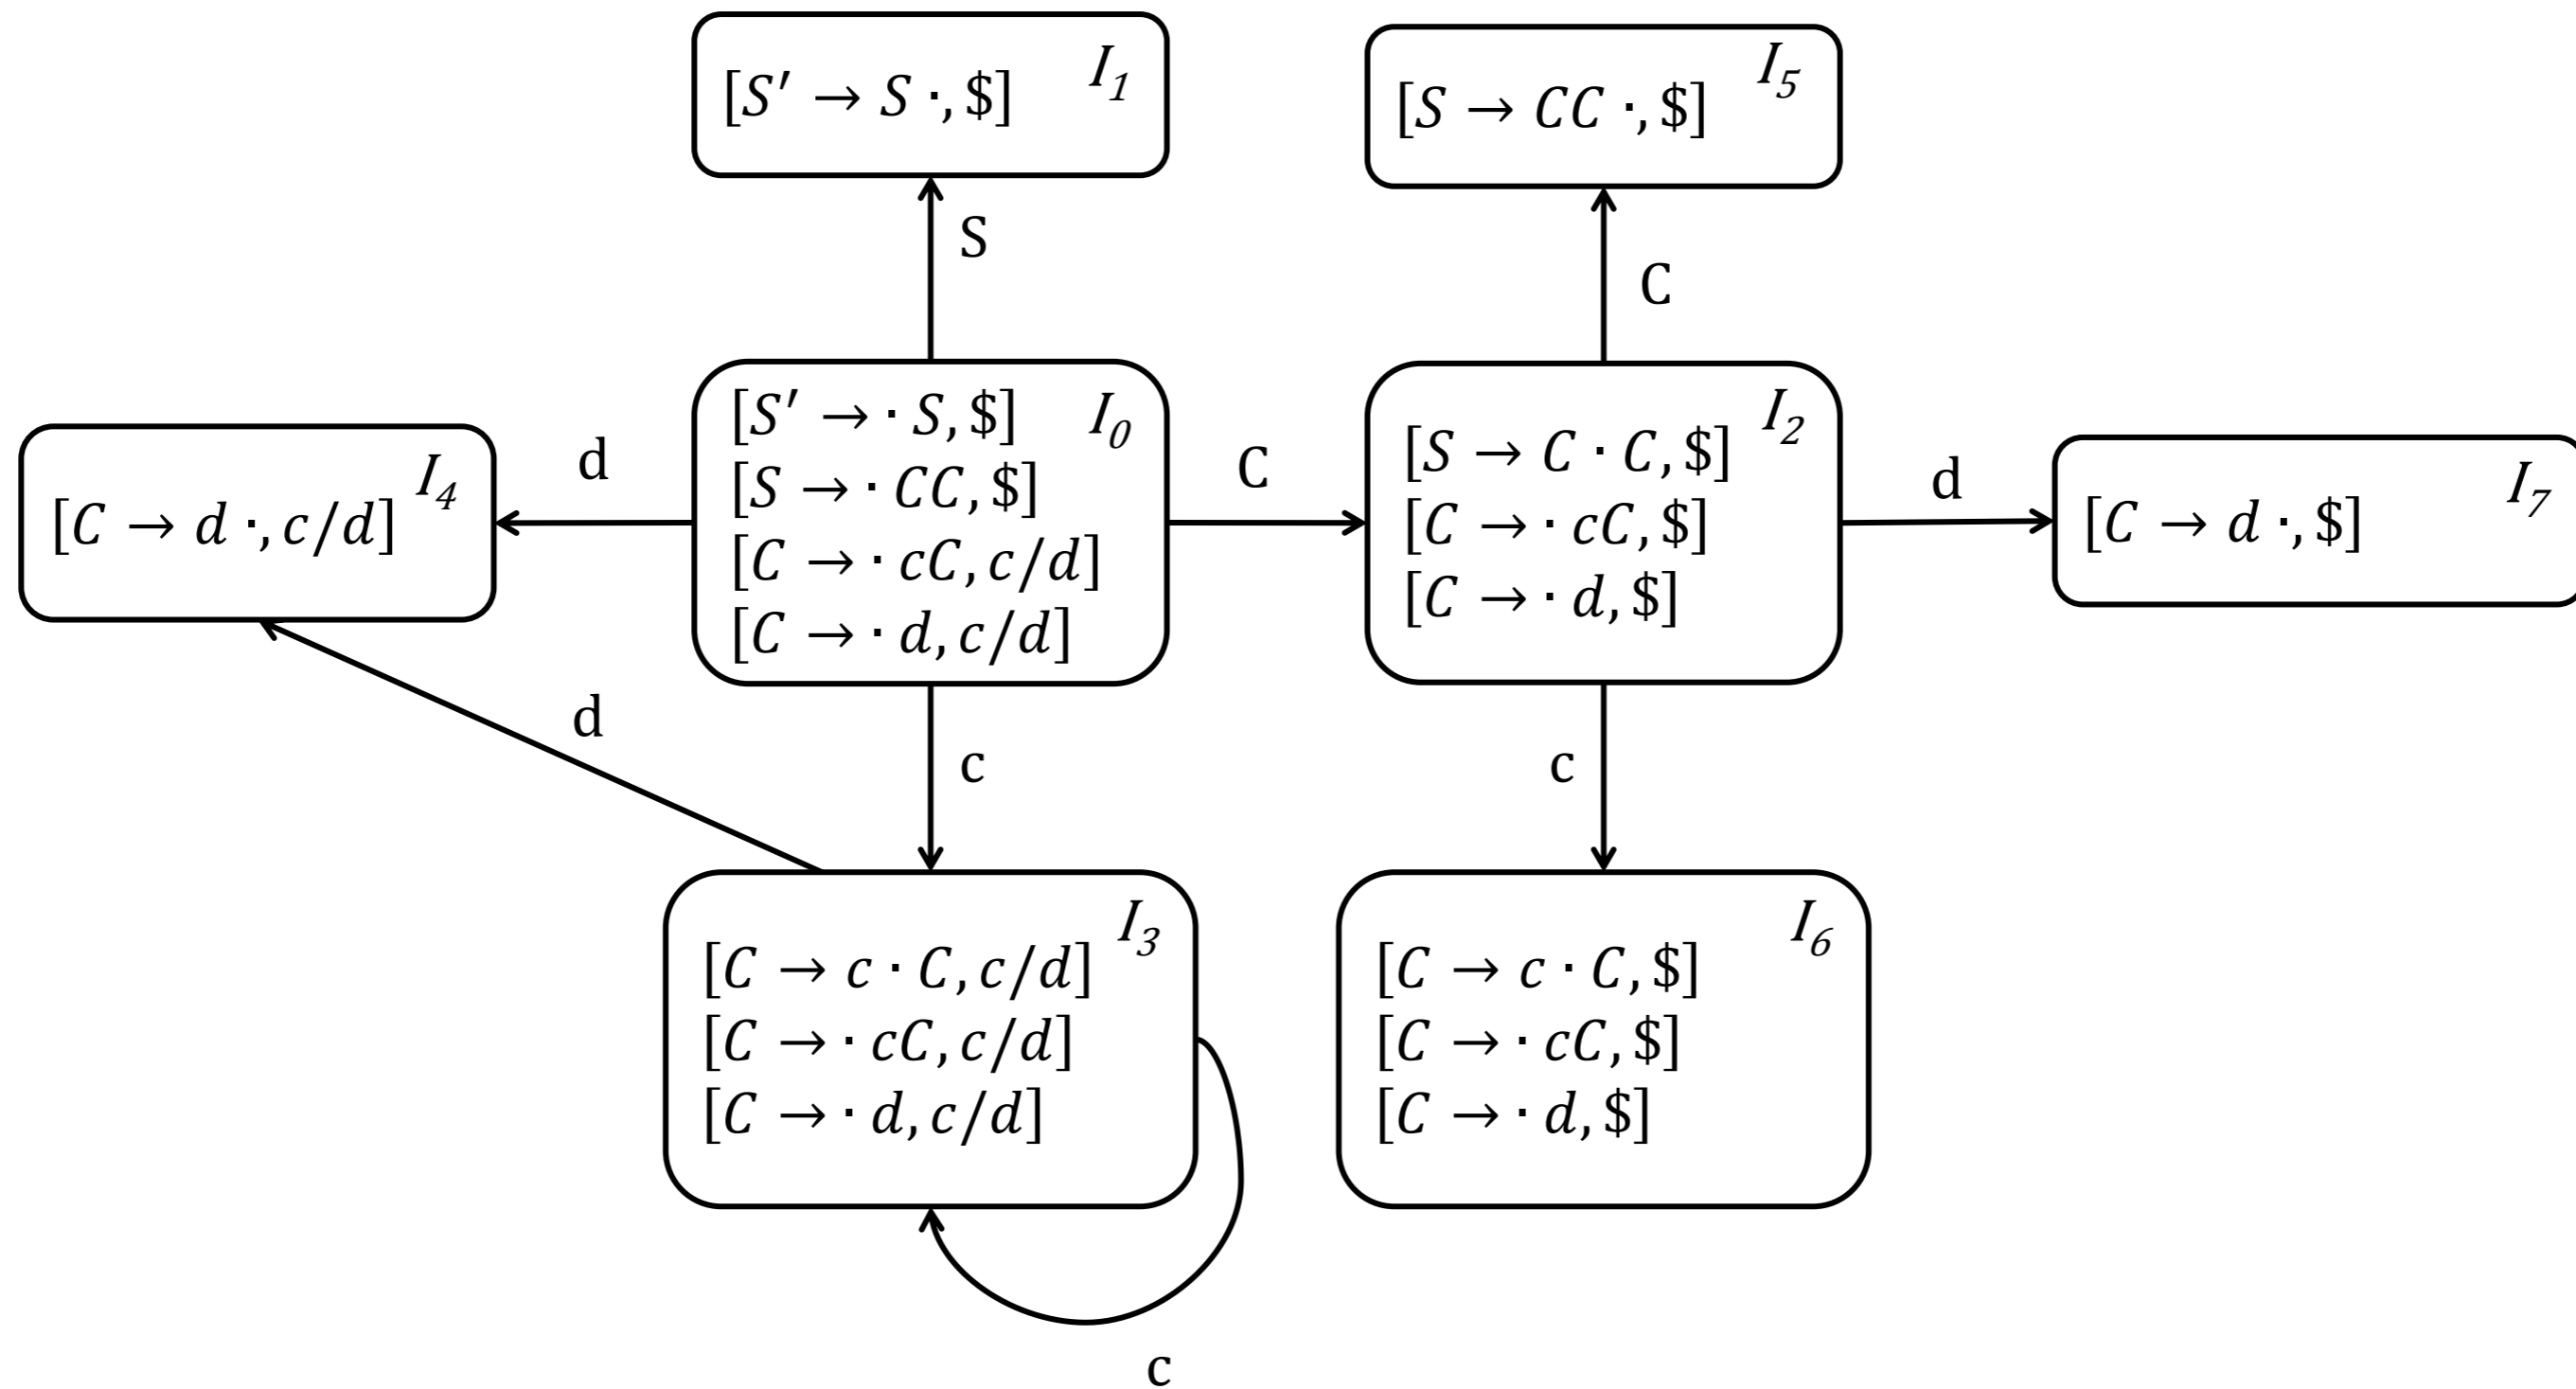 [S′ → S ·, $] I₁
[S → CC ·, $] I₅
S
C
[S′ → · S, $] I₀
[S → · CC, $]
[C → · cC, c/d]
[C → · d, c/d]
[S → C · C, $] I₂
[C → · cC, $]
[C → · d, $]
[C → d ·, c/d] I₄
d
C
d
[C → d ·, $] I₇
d
c
c
[C → c · C, c/d] I₃
[C → · cC, c/d]
[C → · d, c/d]
[C → c · C, $] I₆
[C → · cC, $]
[C → · d, $]
c